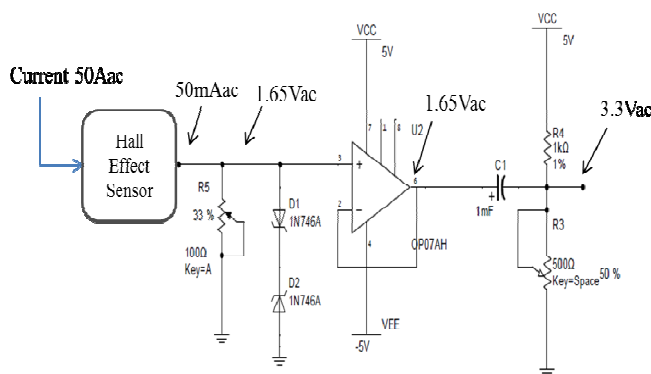 Current 50Aac
Hall
Effect
Sensor
50mAac
1.65Vac
R5
33 %
100Ω
Key=A
D1
1N746A
D2
1N746A
VCC
5V
7
1
8
U2
3
+
2
−
6
4
OP07AH
VEE
-5V
1.65Vac
C1
+
1mF
VCC
5V
R4
1kΩ
1%
3.3Vac
R3
500Ω
Key=Space
50 %